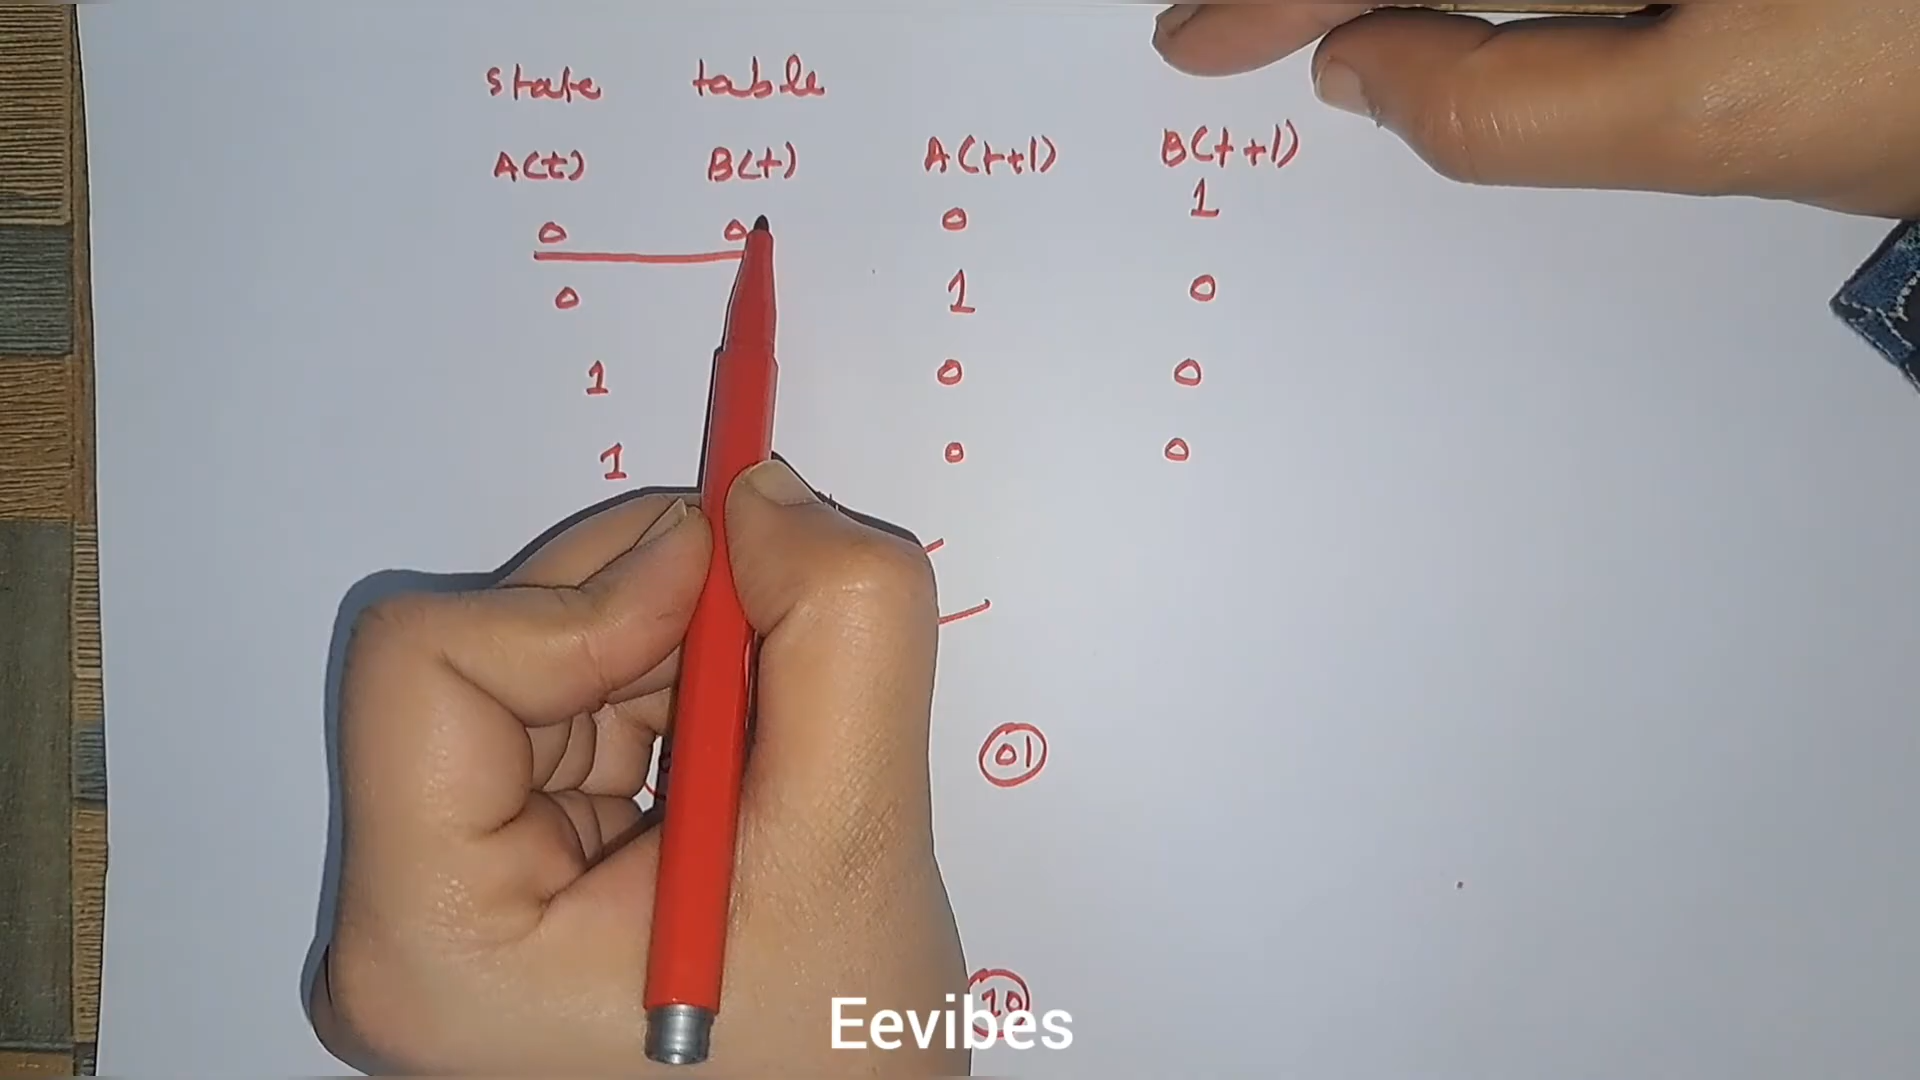 state table
A(t) B(t) A(t+1) B(t+1)
0 0 0 1
0 1 0
1 0 0
1 0 0
01
10
Eevibes